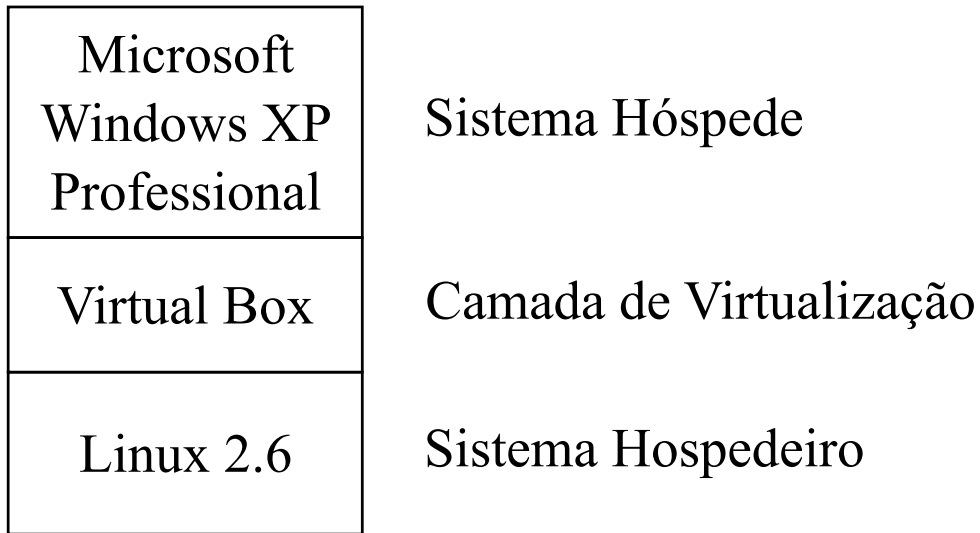 Microsoft
Windows XP
Professional
Sistema Hóspede
Virtual Box
Camada de Virtualização
Linux 2.6
Sistema Hospedeiro